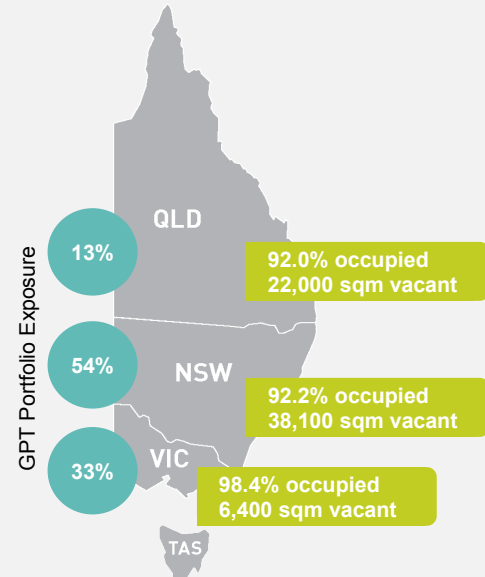 GPT Portfolio Exposure
QLD
13%
92.0% occupied
22,000 sqm vacant
54%
NSW
92.2% occupied
38,100 sqm vacant
VIC
33%
98.4% occupied
6,400 sqm vacant
TAS